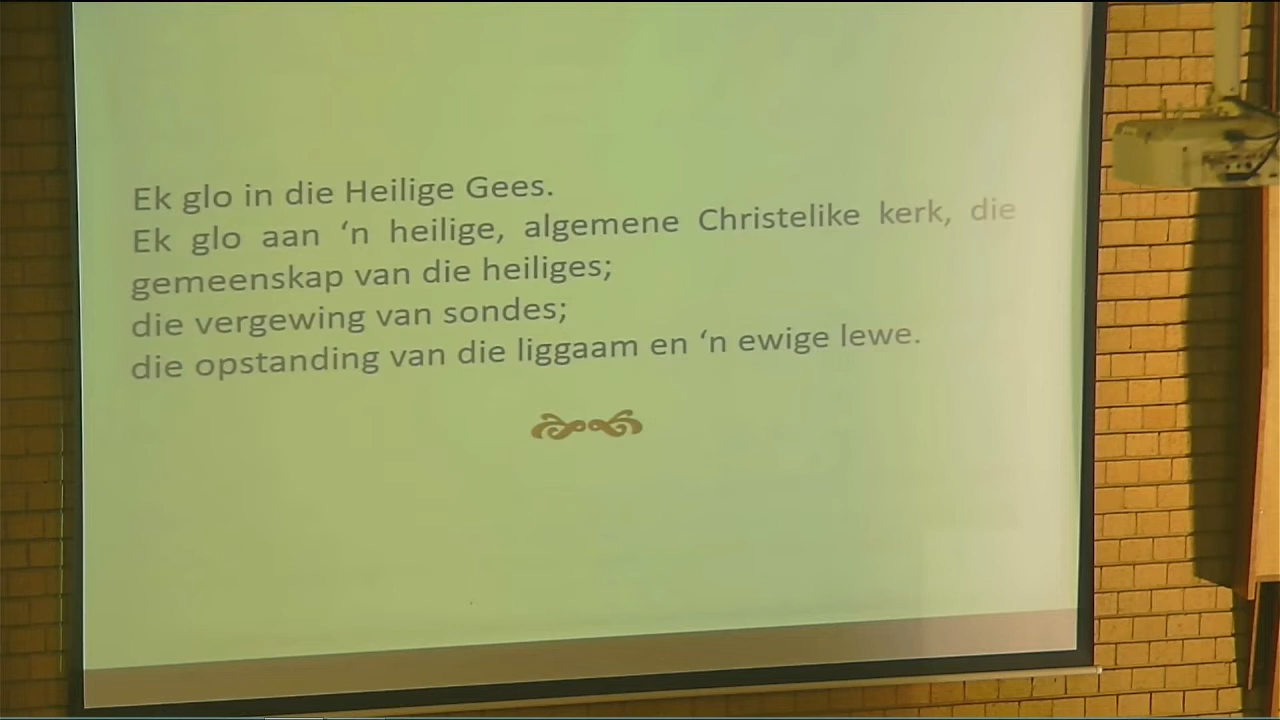 Ek glo in die Heilige Gees.
Ek glo aan ‘n heilige, algemene Christelike kerk, die
gemeenskap van die heiliges;
die vergewing van sondes;
die opstanding van die liggaam en ‘n ewige lewe.